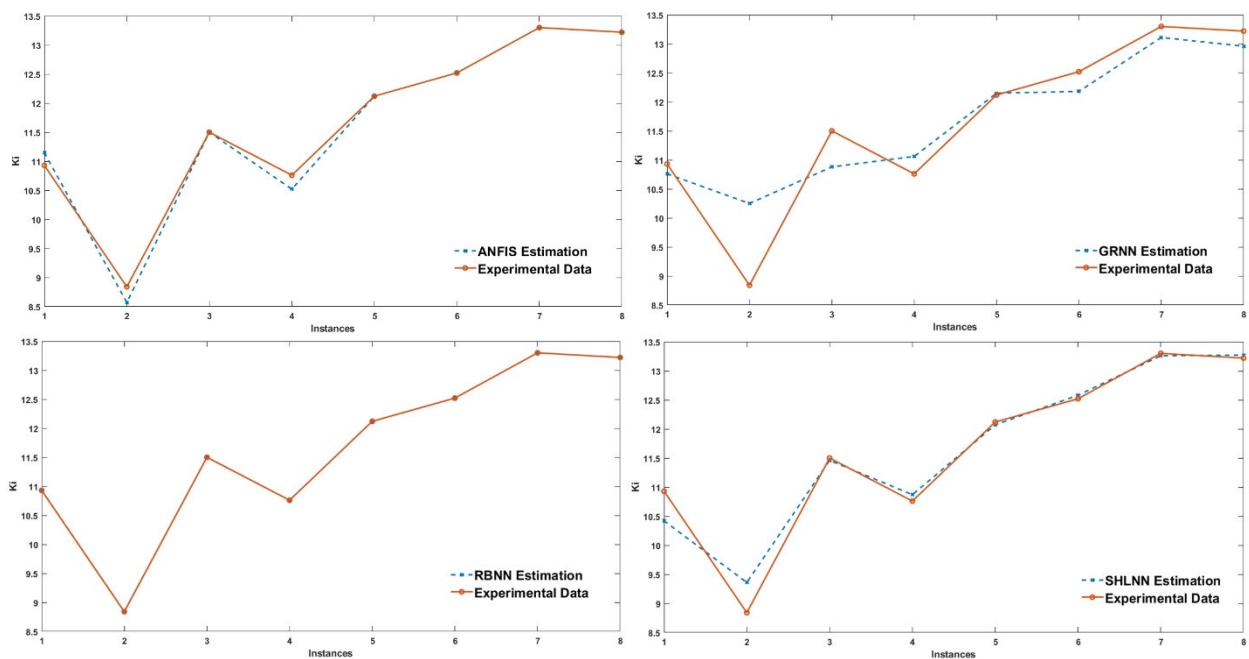 13.5
13
12.5
12
11.5
11
10.5
10
9.5
9
8.5
Ki
ANFIS Estimation
Experimental Data
1 2 3 4 5 6 7 8
Instances
13.5
13
12.5
12
11.5
11
10.5
10
9.5
9
8.5
Ki
GRNN Estimation
Experimental Data
1 2 3 4 5 6 7 8
Instances
13.5
13
12.5
12
11.5
11
10.5
10
9.5
9
8.5
Ki
RBNN Estimation
Experimental Data
1 2 3 4 5 6 7 8
Instances
13.5
13
12.5
12
11.5
11
10.5
10
9.5
9
8.5
Ki
SHLNN Estimation
Experimental Data
1 2 3 4 5 6 7 8
Instances